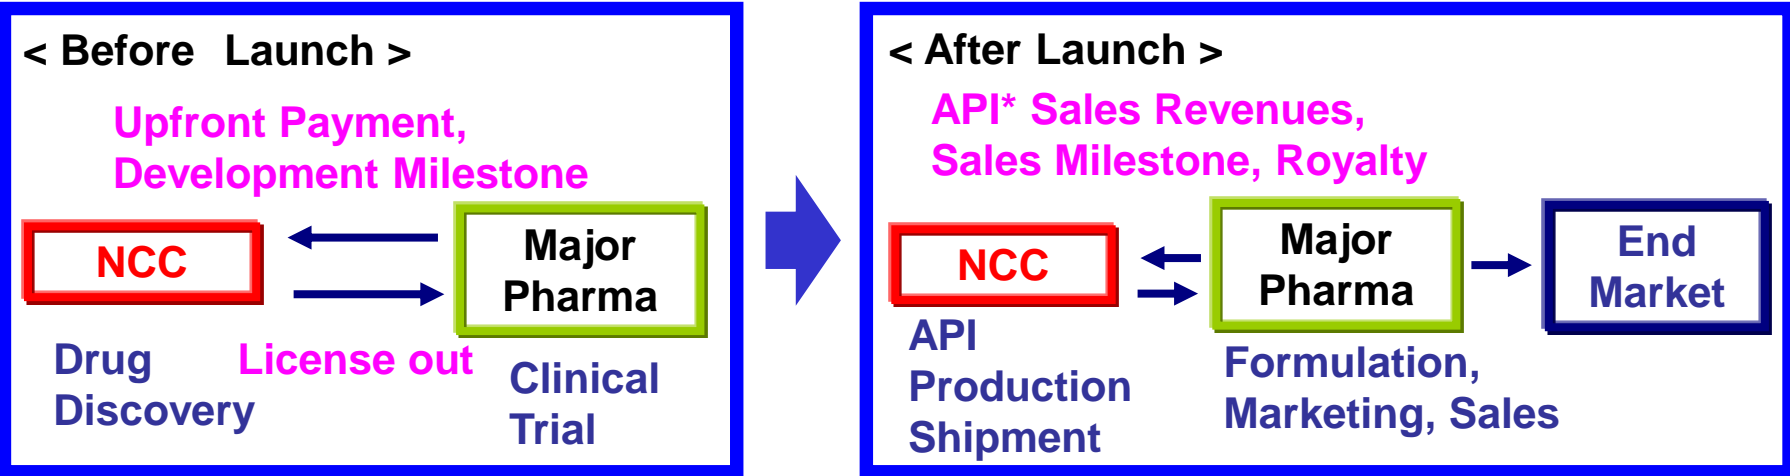 < Before Launch >
Upfront Payment,
Development Milestone
NCC
Major
Pharma
Drug
Discovery
License out
Clinical
Trial
< After Launch >
API* Sales Revenues,
Sales Milestone, Royalty
NCC
Major
Pharma
End
Market
API
Production
Shipment
Formulation,
Marketing, Sales